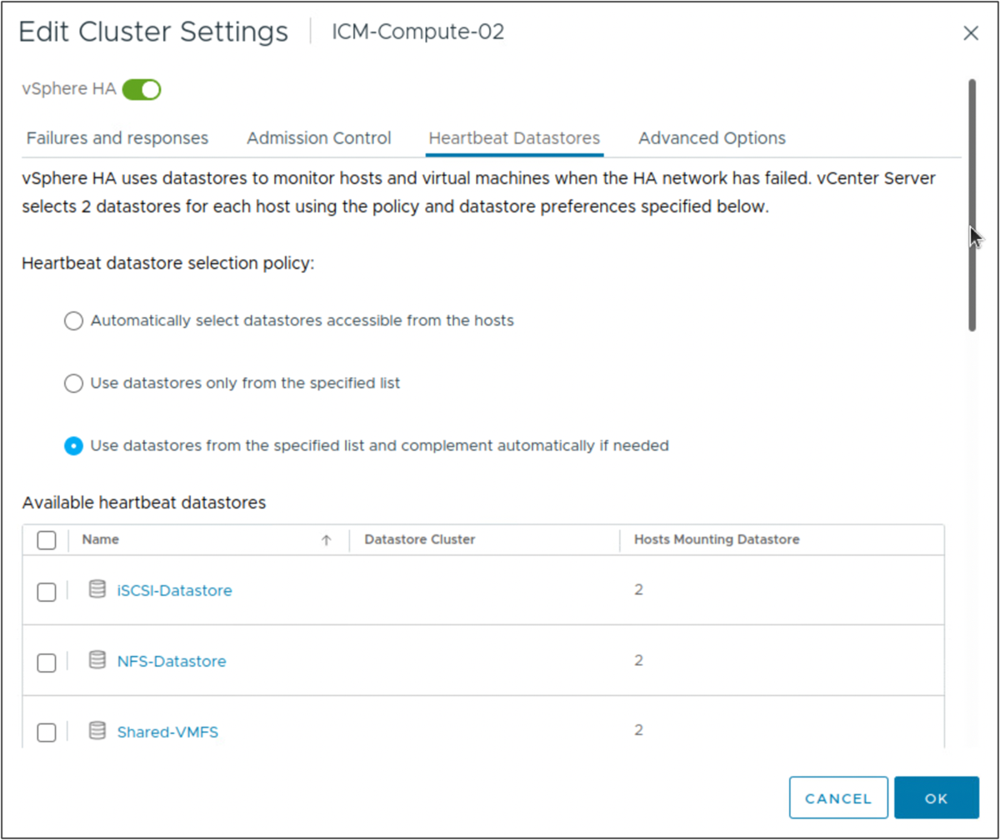 Edit Cluster Settings ICM-Compute-02
vSphere HA
Failures and responses Admission Control Heartbeat Datastores Advanced Options
vSphere HA uses datastores to monitor hosts and virtual machines when the HA network has failed. vCenter Server
selects 2 datastores for each host using the policy and datastore preferences specified below.
Heartbeat datastore selection policy:
Automatically select datastores accessible from the hosts
Use datastores only from the specified list
Use datastores from the specified list and complement automatically if needed
Available heartbeat datastores
Name Datastore Cluster Hosts Mounting Datastore
iSCSI-Datastore 2
NFS-Datastore 2
Shared-VMFS 2
CANCEL OK